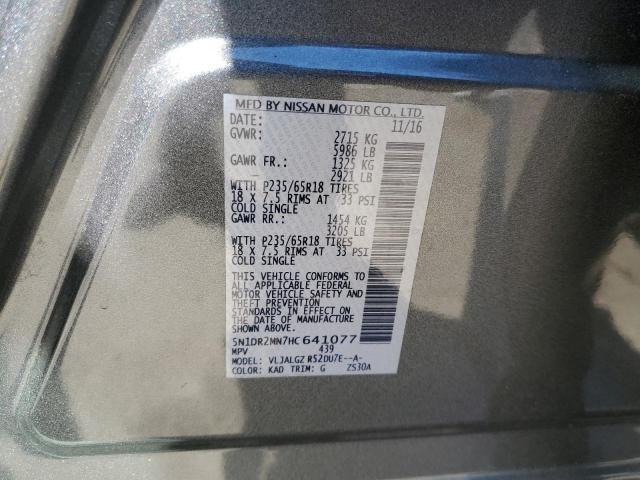 MFD BY NISSAN MOTOR CO., LTD.
DATE: 11/16
GVWR: 2715 KG
5986 LB
GAWR FR.: 1325 KG
2921 LB
WITH P235/65R18 TIRES
18 X 7.5 RIMS AT 33 PSI
COLD SINGLE
GAWR RR.: 1454 KG
3205 LB
WITH P235/65R18 TIRES
18 X 7.5 RIMS AT 33 PSI
COLD SINGLE
THIS VEHICLE CONFORMS TO
ALL APPLICABLE FEDERAL
MOTOR VEHICLE SAFETY AND
THEFT PREVENTION
STANDARDS IN EFFECT ON
THE DATE OF MANUFACTURE
SHOWN ABOVE.
5N1DR2MN7HC641077
MPV 439
MODEL: VLJALGZ R52DU7E--A-
COLOR: KAD TRIM: G ZS30A